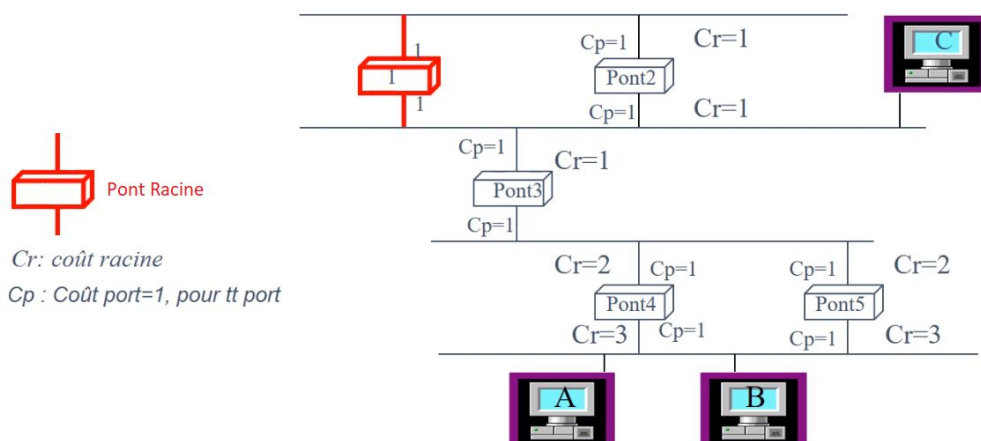 1
1
1
Cp=1
Cr=1
Pont2
Cp=1
Cr=1
C
Cp=1
Cr=1
Pont3
Cp=1
Pont Racine
Cr: coût racine
Cp : Coût port=1, pour tt port
Cr=2
Cp=1
Pont4
Cr=3
Cp=1
Cp=1
Cr=2
Pont5
Cp=1
Cr=3
A
B